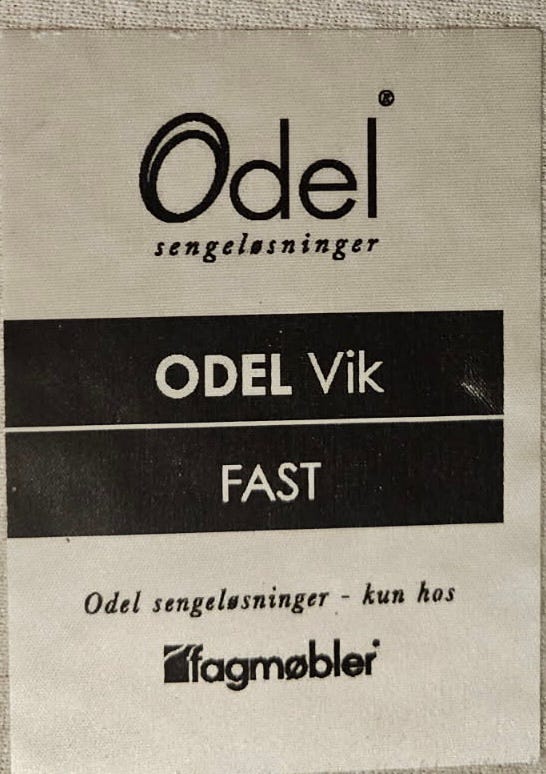 Odel®
sengeløsninger
ODEL Vik
FAST
Odel sengeløsninger - kun hos
fagmøbler®